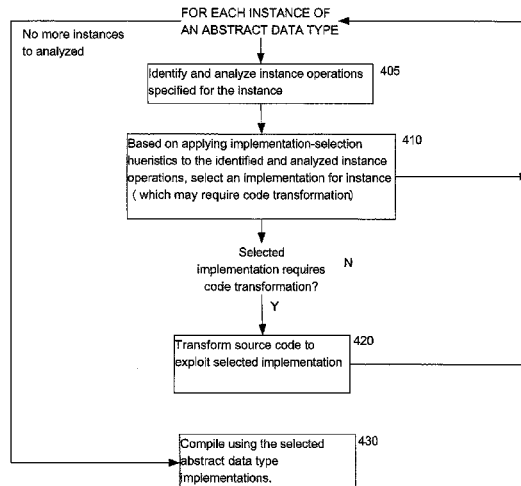 FOR EACH INSTANCE OF
AN ABSTRACT DATA TYPE
No more instances
to analyzed
Identify and analyze instance operations
specified for the instance
405
Based on applying implementation-selection
hueristics to the identified and analyzed instance
operations, select an implementation for instance
( which may require code transformation)
410
Selected
implementation requires
code transformation?
N
Y
Transform source code to
exploit selected implementation
420
Compile using the selected
abstract data type
implementations.
430